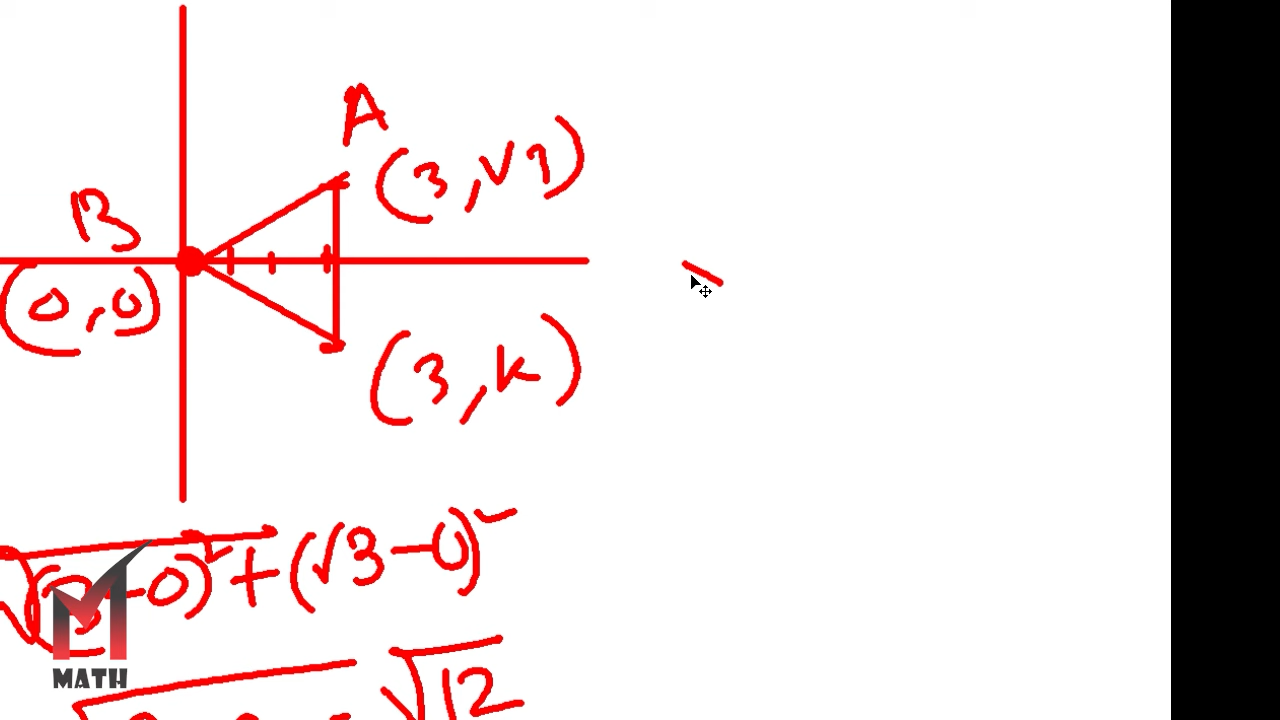 A
(3,√3)
B
(0,0)
(3,k)
√(3-0)²+(√3-0)²
√12
MATH